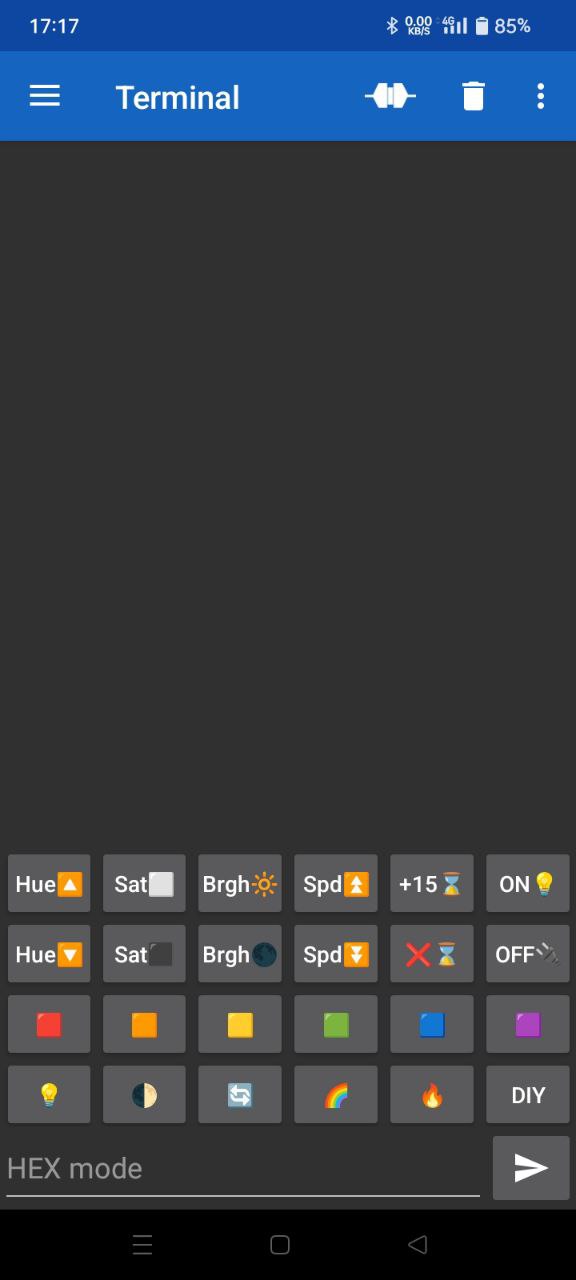 17:17 0.00 KB/S 4G 85%
Terminal
Hue🔼 Sat⬜ Brgh🔆 Spd⏫ +15⌛ ON💡
Hue🔽 Sat⬛ Brgh🌑 Spd⏬ ❌⌛ OFF🔌
DIY
HEX mode